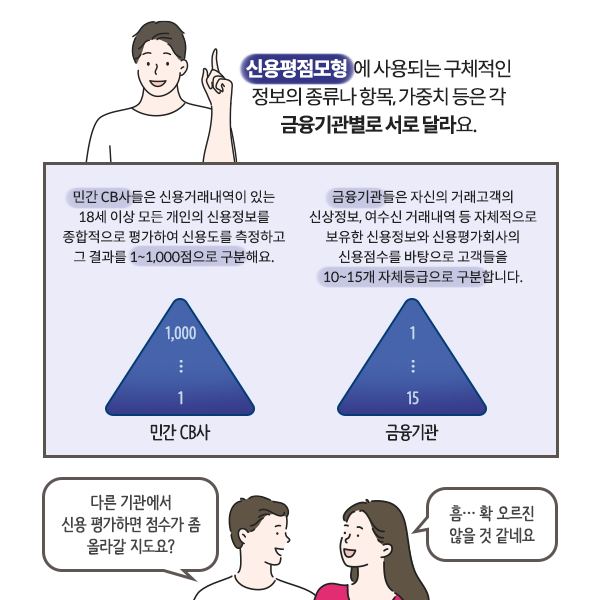 신용평점모형에 사용되는 구체적인
정보의 종류나 항목, 가중치 등은 각
금융기관별로 서로 달라요.
민간 CB사들은 신용거래내역이 있는
18세 이상 모든 개인의 신용정보를
종합적으로 평가하여 신용도를 측정하고
그 결과를 1~1,000점으로 구분해요.
1,000
⋮
1
민간 CB사
금융기관들은 자신의 거래고객의
신상정보, 여수신 거래내역 등 자체적으로
보유한 신용정보와 신용평가회사의
신용점수를 바탕으로 고객들을
10~15개 자체등급으로 구분합니다.
1
⋮
15
금융기관
다른 기관에서
신용 평가하면 점수가 좀
올라갈 지도요?
흠… 확 오르진
않을 것 같네요